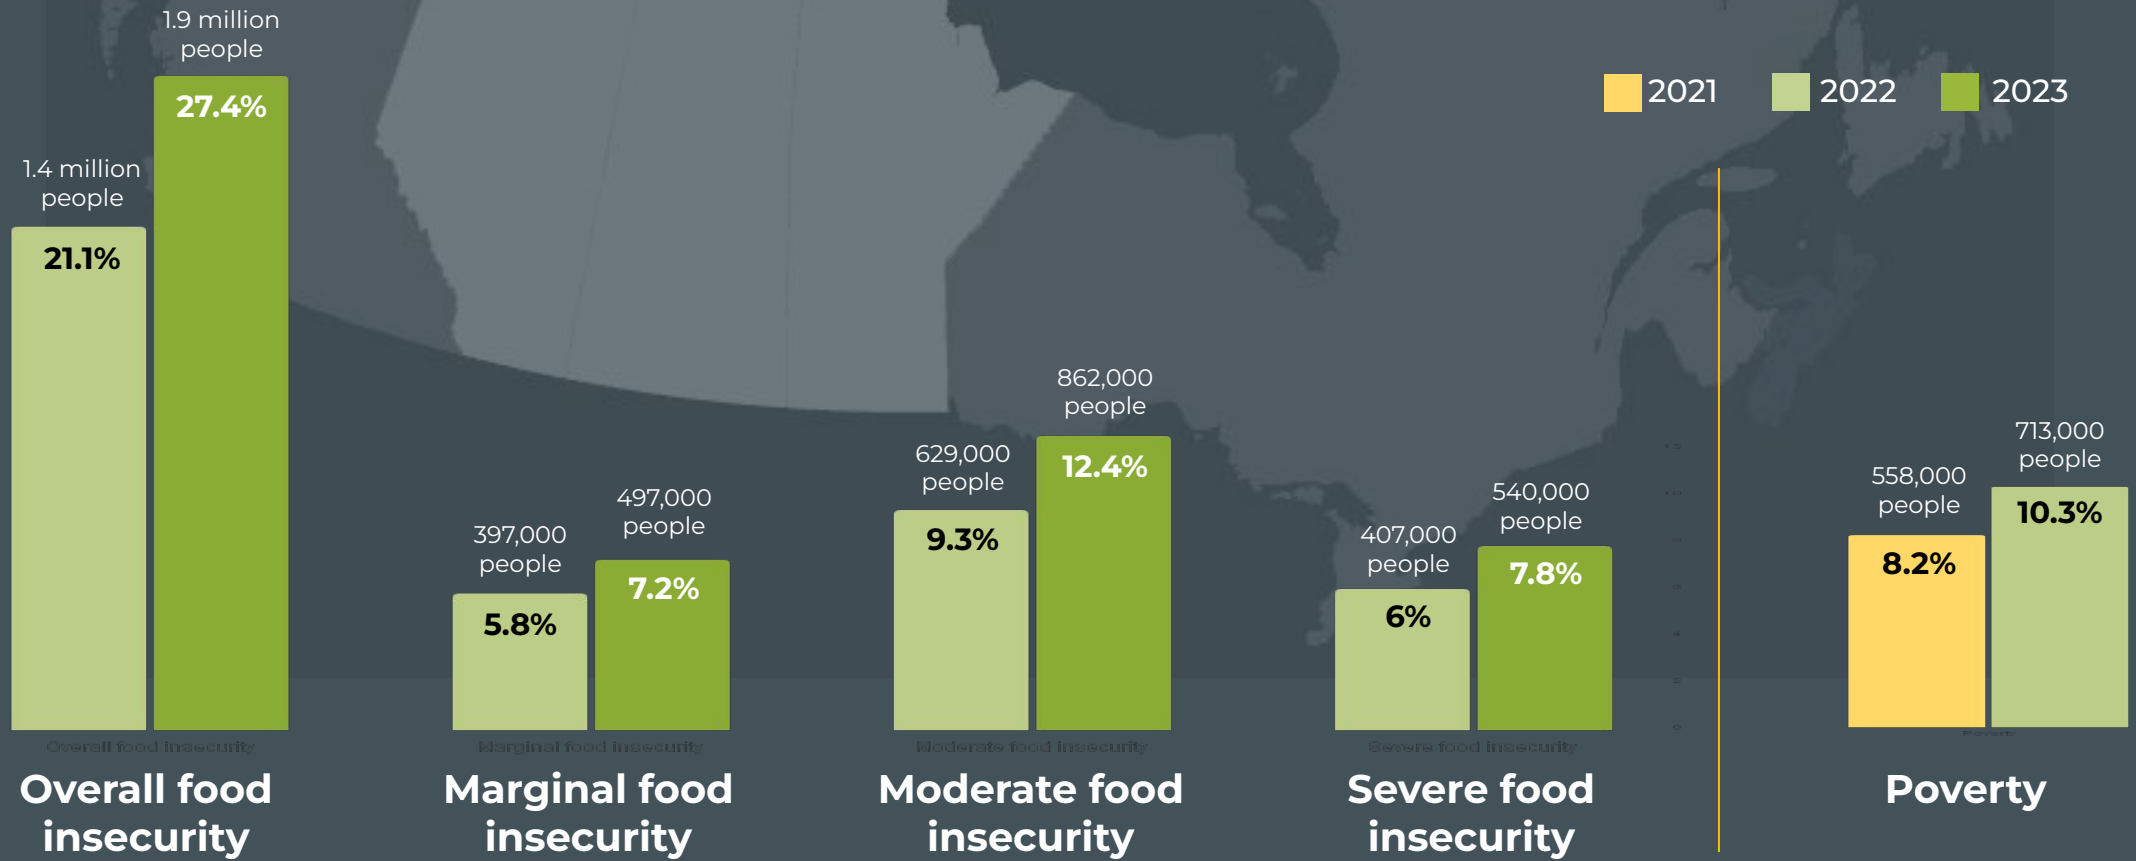 1.9 million
people
27.4%
1.4 million
people
21.1%
2021
2022
2023
397,000
people
5.8%
497,000
people
7.2%
629,000
people
9.3%
862,000
people
12.4%
407,000
people
6%
540,000
people
7.8%
558,000
people
8.2%
713,000
people
10.3%
Overall food insecurity
Marginal food insecurity
Moderate food insecurity
Severe food insecurity
Poverty
Overall food
insecurity
Marginal food
insecurity
Moderate food
insecurity
Severe food
insecurity
Poverty